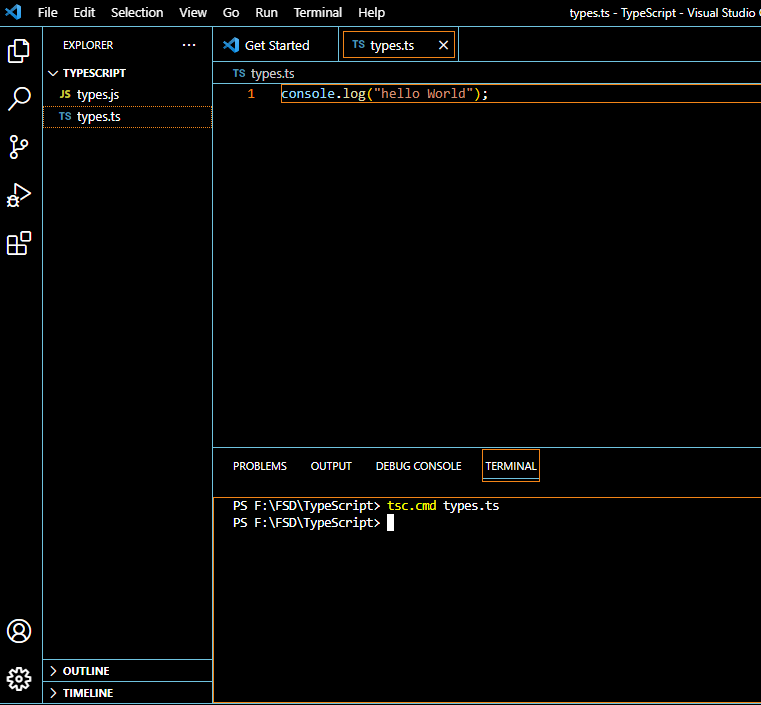 File Edit Selection View Go Run Terminal Help types.ts - TypeScript - Visual Studio
EXPLORER ...
TYPESCRIPT
JS types.js
TS types.ts
OUTLINE
TIMELINE
Get Started
TS types.ts
TS types.ts
1 console.log("hello World");
PROBLEMS OUTPUT DEBUG CONSOLE TERMINAL
PS F:\FSD\TypeScript> tsc.cmd types.ts
PS F:\FSD\TypeScript>